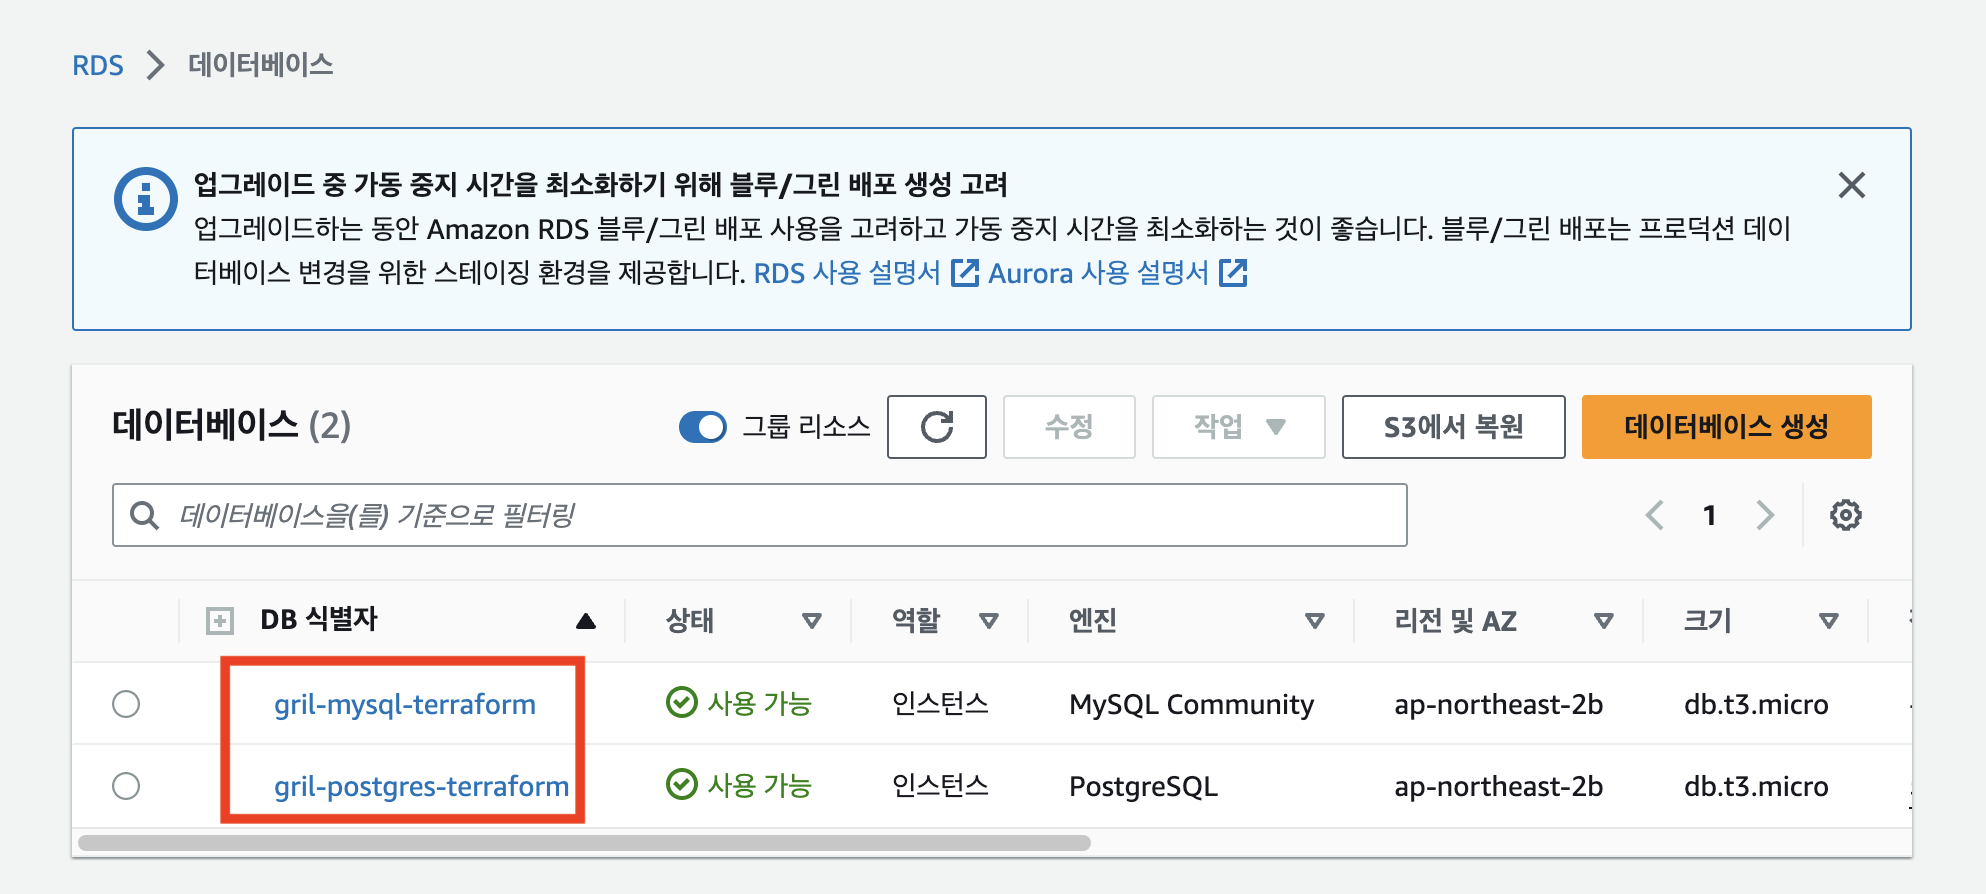 RDS > 데이터베이스
업그레이드 중 가동 중지 시간을 최소화하기 위해 블루/그린 배포 생성 고려
업그레이드하는 동안 Amazon RDS 블루/그린 배포 사용을 고려하고 가동 중지 시간을 최소화하는 것이 좋습니다. 블루/그린 배포는 프로덕션 데이
터베이스 변경을 위한 스테이징 환경을 제공합니다. RDS 사용 설명서 Aurora 사용 설명서
데이터베이스 (2) 그룹 리소스 수정 작업 S3에서 복원 데이터베이스 생성
데이터베이스을(를) 기준으로 필터링 1
DB 식별자 상태 역할 엔진 리전 및 AZ 크기
gril-mysql-terraform 사용 가능 인스턴스 MySQL Community ap-northeast-2b db.t3.micro
gril-postgres-terraform 사용 가능 인스턴스 PostgreSQL ap-northeast-2b db.t3.micro